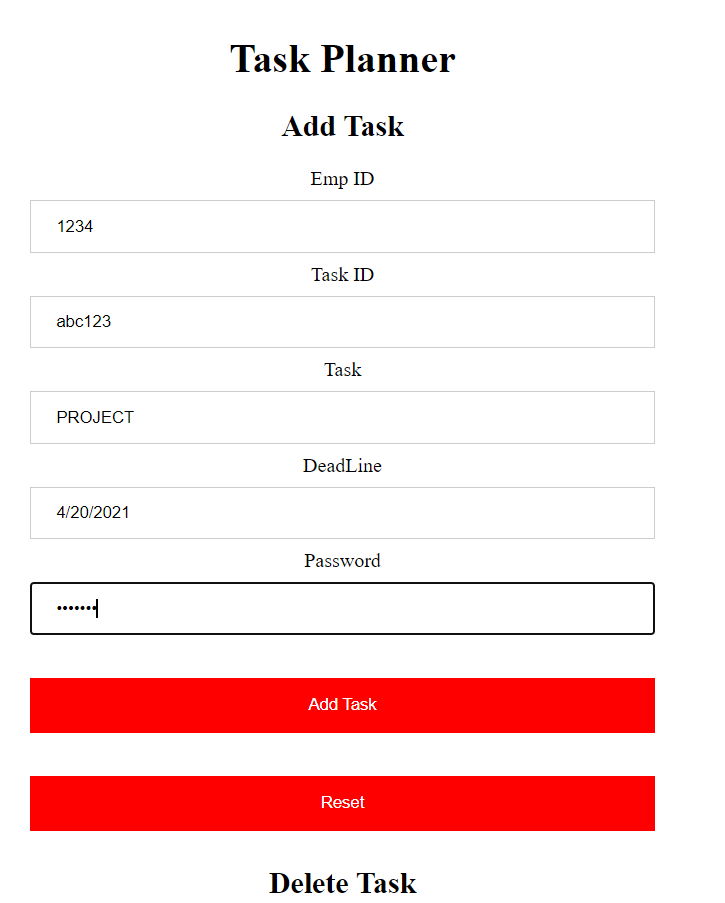 Task Planner
Add Task
Emp ID
1234
Task ID
abc123
Task
PROJECT
DeadLine
4/20/2021
Password
•••••••
Add Task
Reset
Delete Task